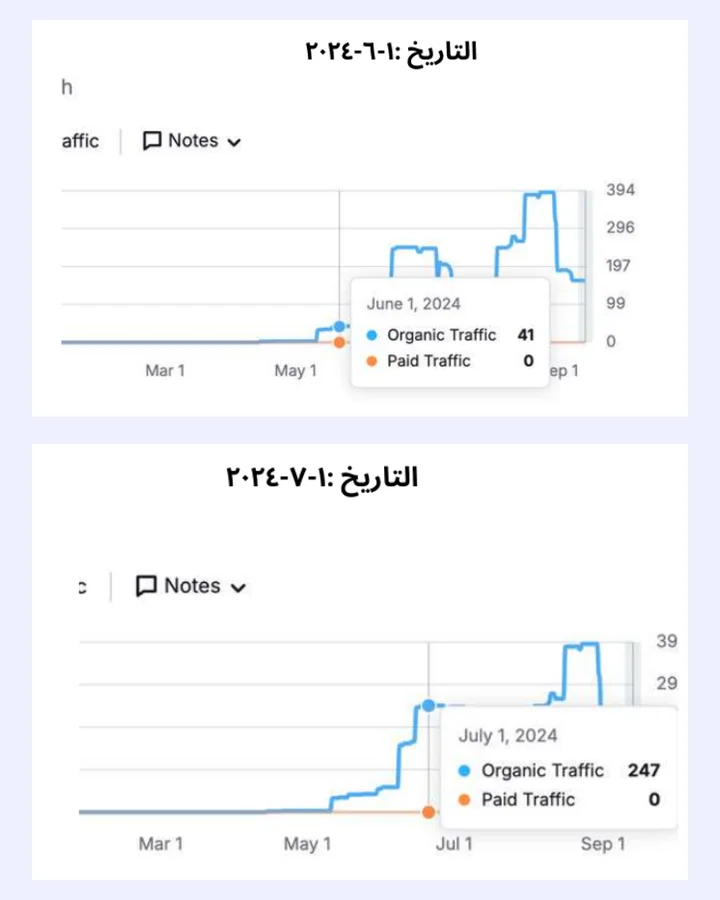 التاريخ :١-٦-٢٠٢٤
h
affic
Notes
394
296
197
99
0
June 1, 2024
Organic Traffic 41
Paid Traffic 0
Mar 1
May 1
ep 1
التاريخ :١-٧-٢٠٢٤
c
Notes
39
29
July 1, 2024
Organic Traffic 247
Paid Traffic 0
Mar 1
May 1
Jul 1
Sep 1